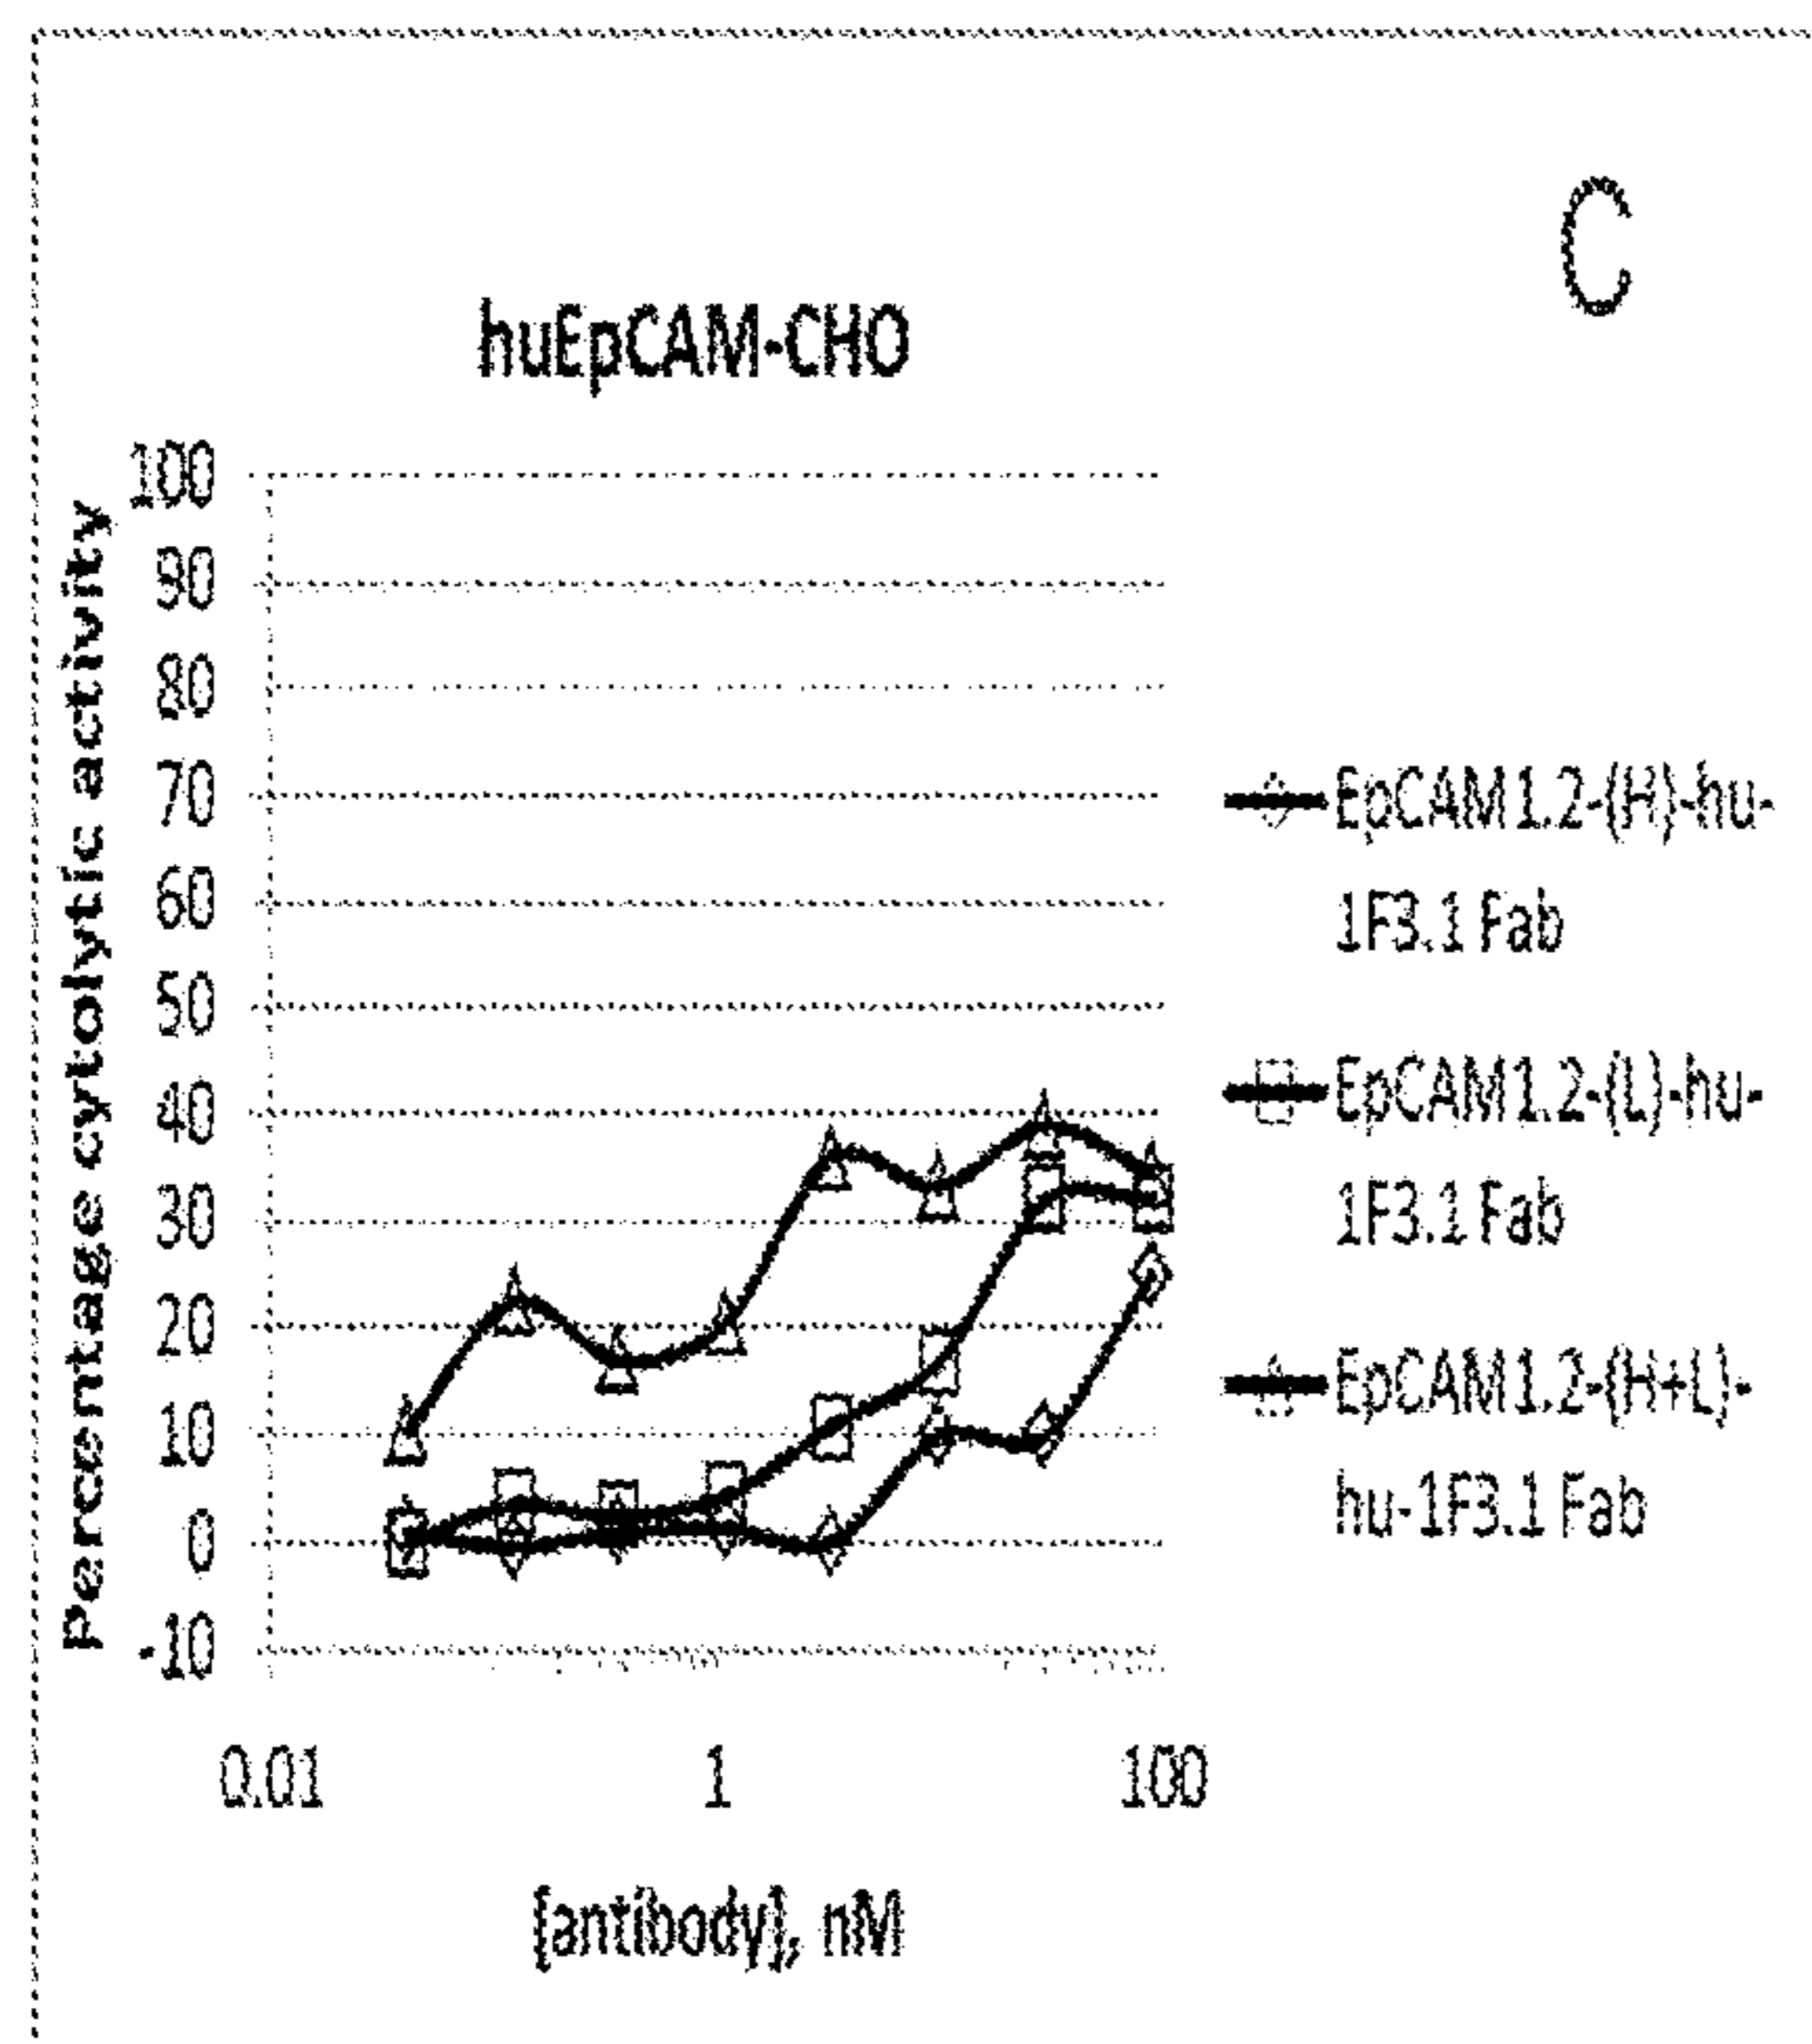 C
huEpCAM-CHO
Percentage cytolytic activity
100
90
80
70
60
50
40
30
20
10
0
-10
0.01
1
100
[antibody], nM
EpCAM1.2-(H)-hu-
1F3.1 Fab
EpCAM1.2-(L)-hu-
1F3.1 Fab
EpCAM1.2-(H+L)-
hu-1F3.1 Fab